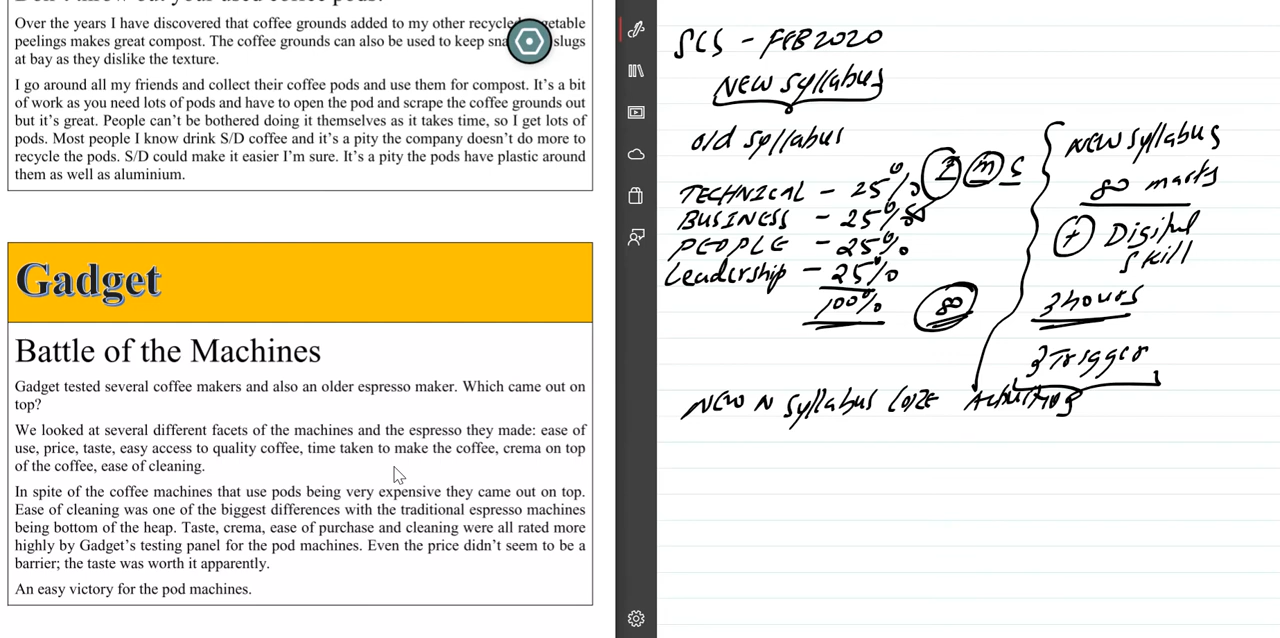 Over the years I have discovered that coffee grounds added to my other recycled vegetable
peelings makes great compost. The coffee grounds can also be used to keep slugs
at bay as they dislike the texture.
I go around all my friends and collect their coffee pods and use them for compost. It's a bit
of work as you need lots of pods and have to open the pod and scrape the coffee grounds out
but it's great. People can't be bothered doing it themselves as it takes time, so I get lots of
pods. Most people I know drink S/D coffee and it's a pity the company doesn't do more to
recycle the pods. S/D could make it easier I'm sure. It's a pity the pods have plastic around
them as well as aluminium.
Gadget
Battle of the Machines
Gadget tested several coffee makers and also an older espresso maker. Which came out on
top?
We looked at several different facets of the machines and the espresso they made: ease of
use, price, taste, easy access to quality coffee, time taken to make the coffee, crema on top
of the coffee, ease of cleaning.
In spite of the coffee machines that use pods being very expensive they came out on top.
Ease of cleaning was one of the biggest differences with the traditional espresso machines
being bottom of the heap. Taste, crema, ease of purchase and cleaning were all rated more
highly by Gadget's testing panel for the pod machines. Even the price didn't seem to be a
barrier; the taste was worth it apparently.
An easy victory for the pod machines.
SCS - FEB 2020
NEW Syllabus
old Syllabus
TECHNICAL - 25%
BUSINESS - 25%
PEOPLE - 25%
Leadership - 25%
100%
80
m S
NEW Syllabus
80 marks
+ Digital
Skill
3 hours
3 Trigger
NEW Syllabus CORE Activities